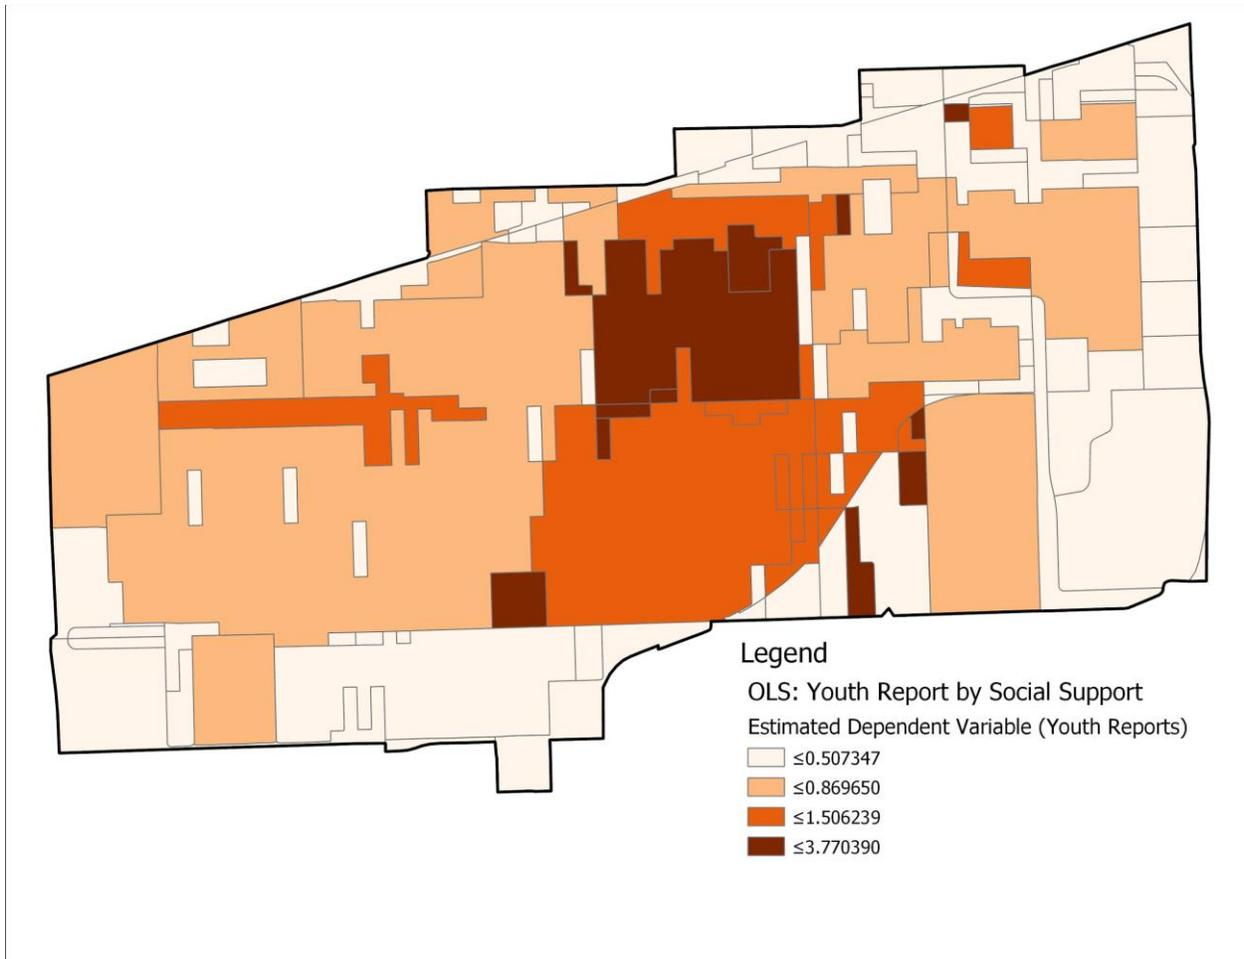 Legend
OLS: Youth Report by Social Support
Estimated Dependent Variable (Youth Reports)
≤0.507347
≤0.869650
≤1.506239
≤3.770390